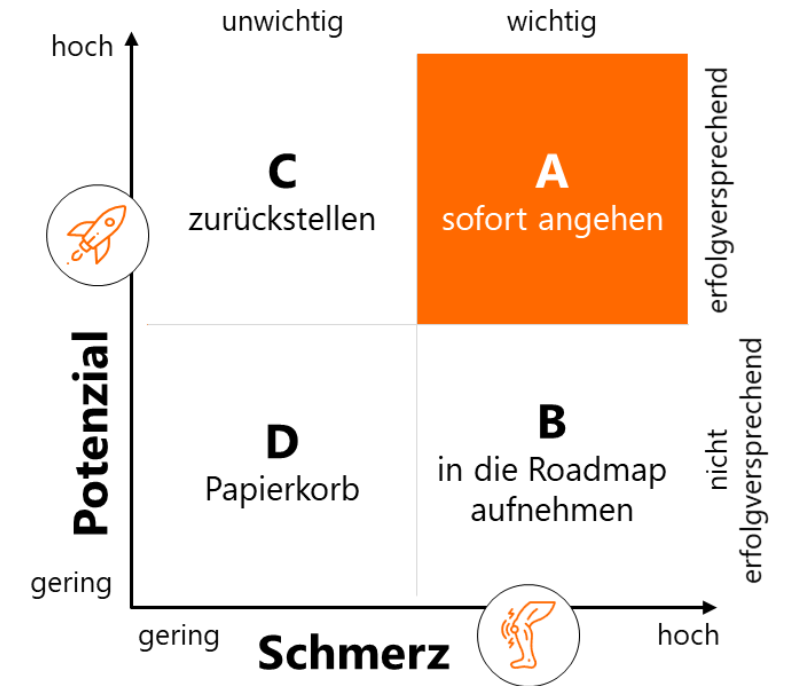 unwichtig
wichtig
hoch
C
zurückstellen
A
sofort angehen
erfolgversprechend
Potenzial
D
Papierkorb
B
in die Roadmap
aufnehmen
nicht
erfolgversprechend
gering
gering
Schmerz
hoch